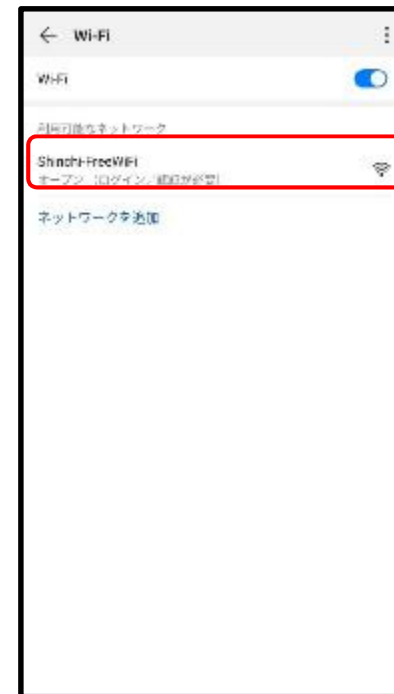 Wi-Fi
Wi-Fi
利用可能なネットワーク
Shinchi-FreeWiFi
オープン（ログイン／認証が必要）
ネットワークを追加